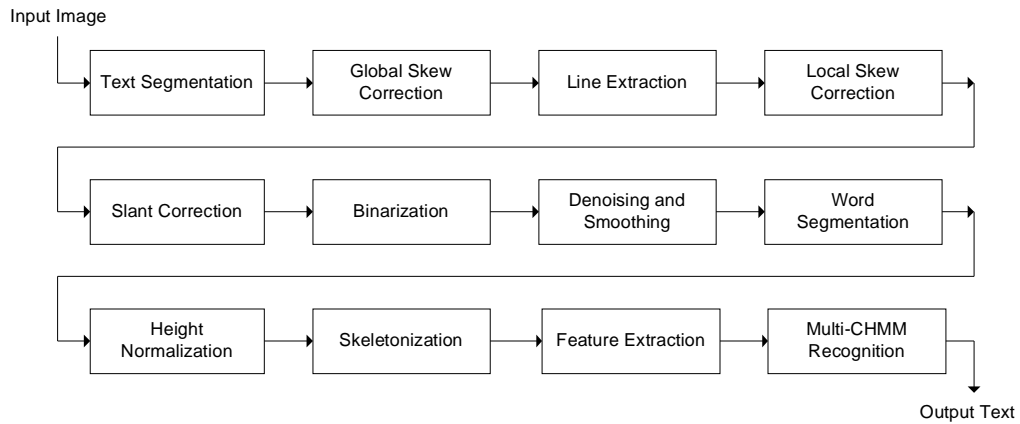 Input Image
Text Segmentation
Global Skew
Correction
Line Extraction
Local Skew
Correction
Slant Correction
Binarization
Denoising and
Smoothing
Word
Segmentation
Height
Normalization
Skeletonization
Feature Extraction
Multi-CHMM
Recognition
Output Text